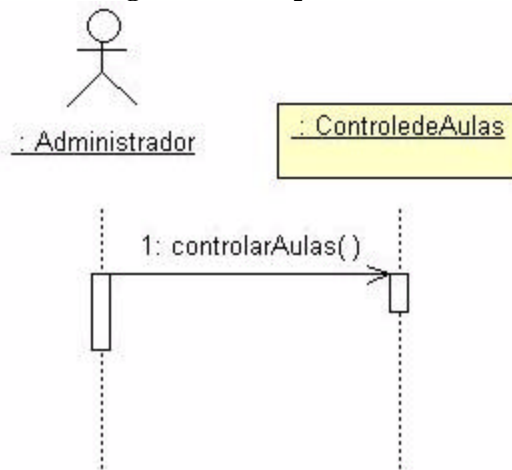 : Administrador
: ControledeAulas
1: controlarAulas( )